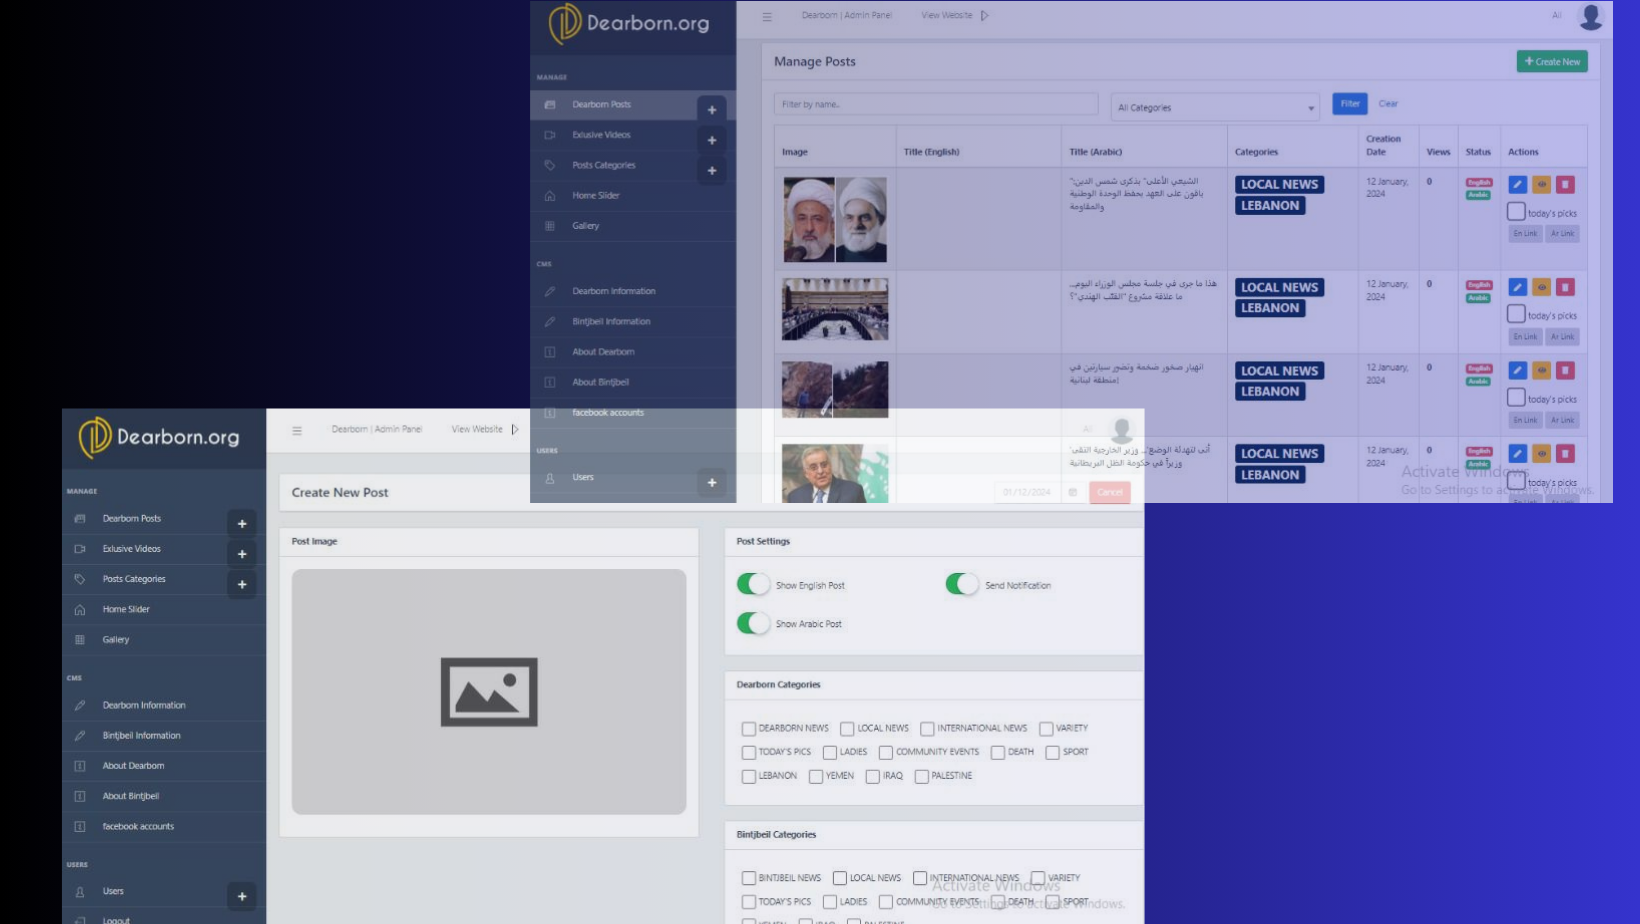 Dearborn.org
Dearborn | Admin Panel
View Website
Ali
MANAGE
Dearborn Posts
Exlusive Videos
Posts Categories
Home Slider
Gallery
CMS
Dearborn Information
Bintjbeil Information
About Dearborn
About Bintjbeil
facebook accounts
USERS
Users
Manage Posts
+ Create New
Filter by name..
All Categories
Filter
Clear
Image
Title (English)
Title (Arabic)
Categories
Creation Date
Views
Status
Actions
"الشيعي الأعلى" بذكرى شمس الدين:
باقون على العهد بحفظ الوحدة الوطنية
والمقاومة
LOCAL NEWS
LEBANON
12 January, 2024
0
English
Arabic
today's picks
En Link
Ar Link
هذا ما جرى في جلسة مجلس الوزراء اليوم..
ما علاقة مشروع "القنّب الهندي"؟
LOCAL NEWS
LEBANON
12 January, 2024
0
English
Arabic
today's picks
En Link
Ar Link
انهيار صخور ضخمة وتضرر سيارتين في
منطقة لبنانية!
LOCAL NEWS
LEBANON
12 January, 2024
0
English
Arabic
today's picks
En Link
Ar Link
وزير الخارجية التقى
وزيراً في حكومة الظل البريطانية
LOCAL NEWS
LEBANON
12 January, 2024
0
English
Arabic
today's picks
Activate Windows
Go to Settings to activate Windows.
Dearborn.org
Dearborn | Admin Panel
View Website
Ali
MANAGE
Dearborn Posts
Exlusive Videos
Posts Categories
Home Slider
Gallery
CMS
Dearborn Information
Bintjbeil Information
About Dearborn
About Bintjbeil
facebook accounts
USERS
Users
Logout
Create New Post
01/12/2024
Cancel
Post Image
Post Settings
Show English Post
Send Notification
Show Arabic Post
Dearborn Categories
DEARBORN NEWS LOCAL NEWS INTERNATIONAL NEWS VARIETY
TODAY'S PICS LADIES COMMUNITY EVENTS DEATH SPORT
LEBANON YEMEN IRAQ PALESTINE
Bintjbeil Categories
BINTJBEIL NEWS LOCAL NEWS INTERNATIONAL NEWS VARIETY
TODAY'S PICS LADIES COMMUNITY EVENTS DEATH SPORT
YEMEN IRAQ PALESTINE
Activate Windows
Go to Settings to activate Windows.